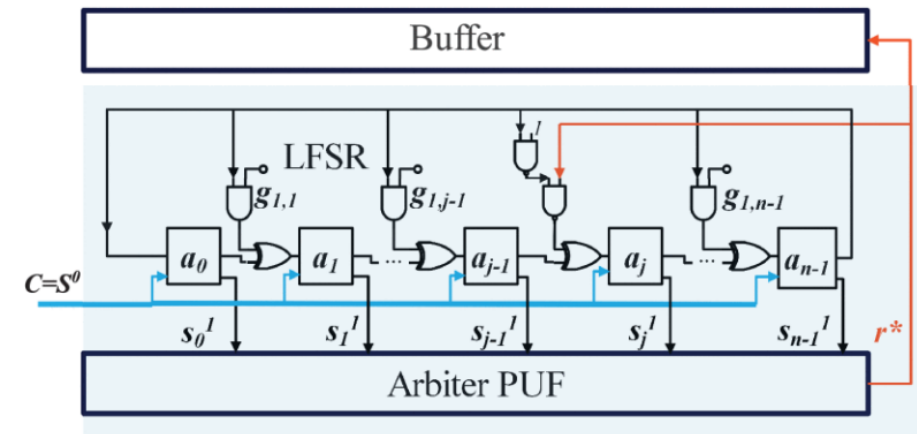 Buffer
1
LFSR
g1,1
g1,j-1
g1,n-1
a0
a1
...
aj-1
aj
...
an-1
C=S⁰
s₀¹
s₁¹
sj-1¹
sj¹
sn-1¹
r*
Arbiter PUF